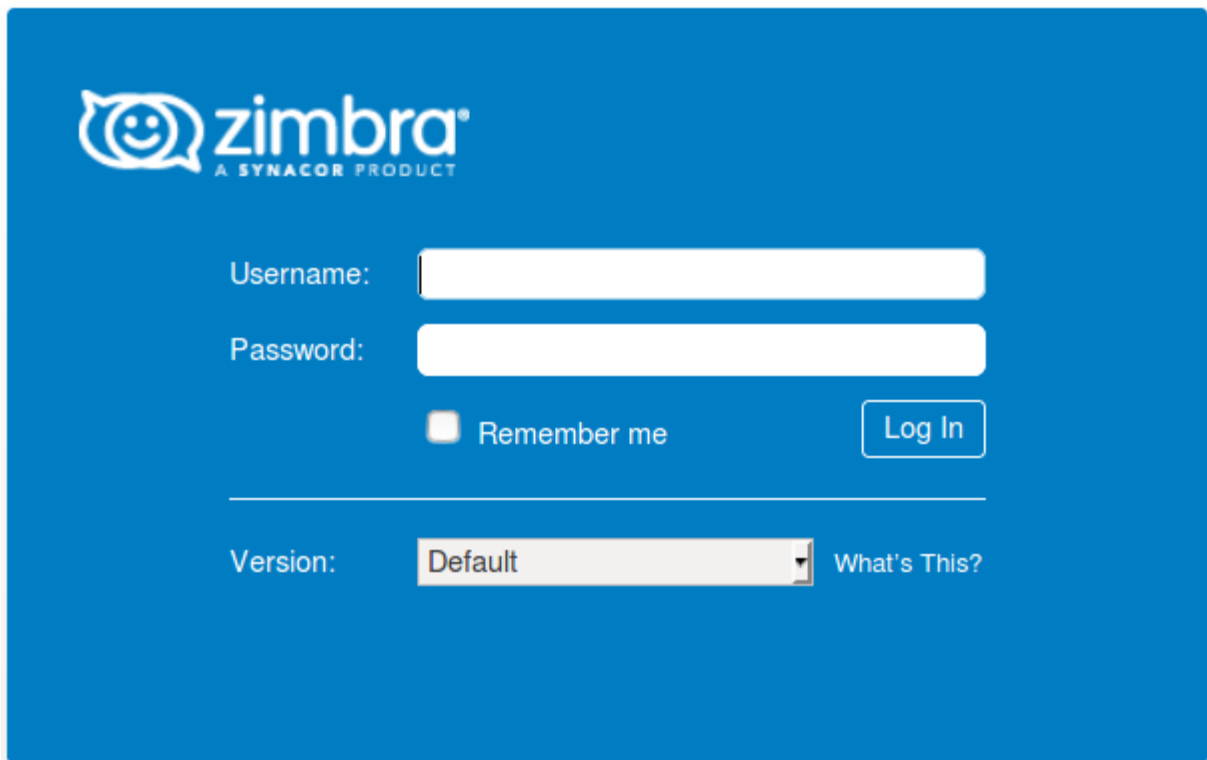 zimbra®
A SYNACOR PRODUCT
Username:
Password:
Remember me
Log In
Version:
Default
What's This?